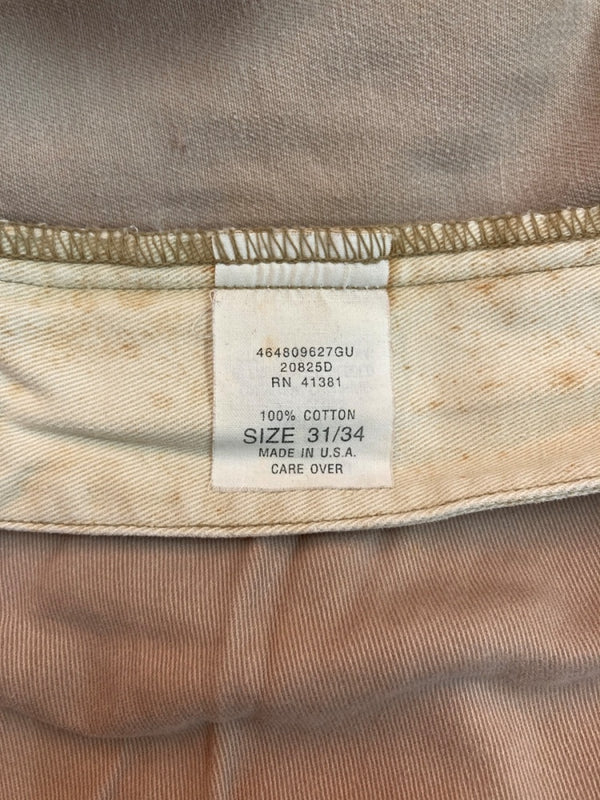 464809627GU
20825D
RN 41381
100% COTTON
SIZE 31/34
MADE IN U.S.A.
CARE OVER